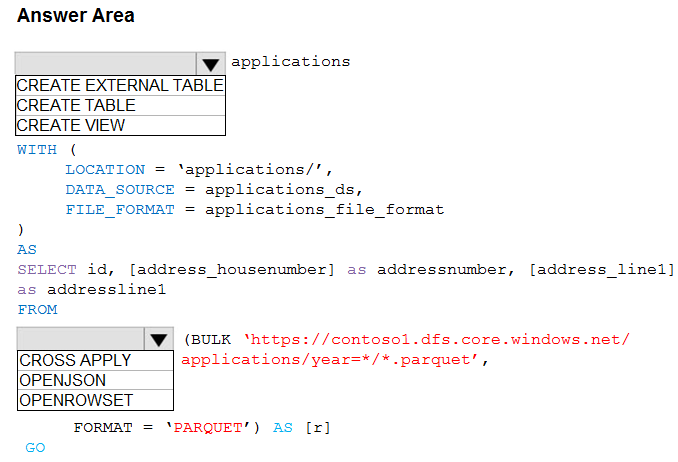 Answer Area
applications
CREATE EXTERNAL TABLE
CREATE TABLE
CREATE VIEW
WITH (
LOCATION = ‘applications/’,
DATA_SOURCE = applications_ds,
FILE_FORMAT = applications_file_format
)
AS
SELECT id, [address_housenumber] as addressnumber, [address_line1]
as addressline1
FROM
(BULK ‘https://contoso1.dfs.core.windows.net/
applications/year=*/*.parquet’,
CROSS APPLY
OPENJSON
OPENROWSET
FORMAT = ‘PARQUET’) AS [r]
GO